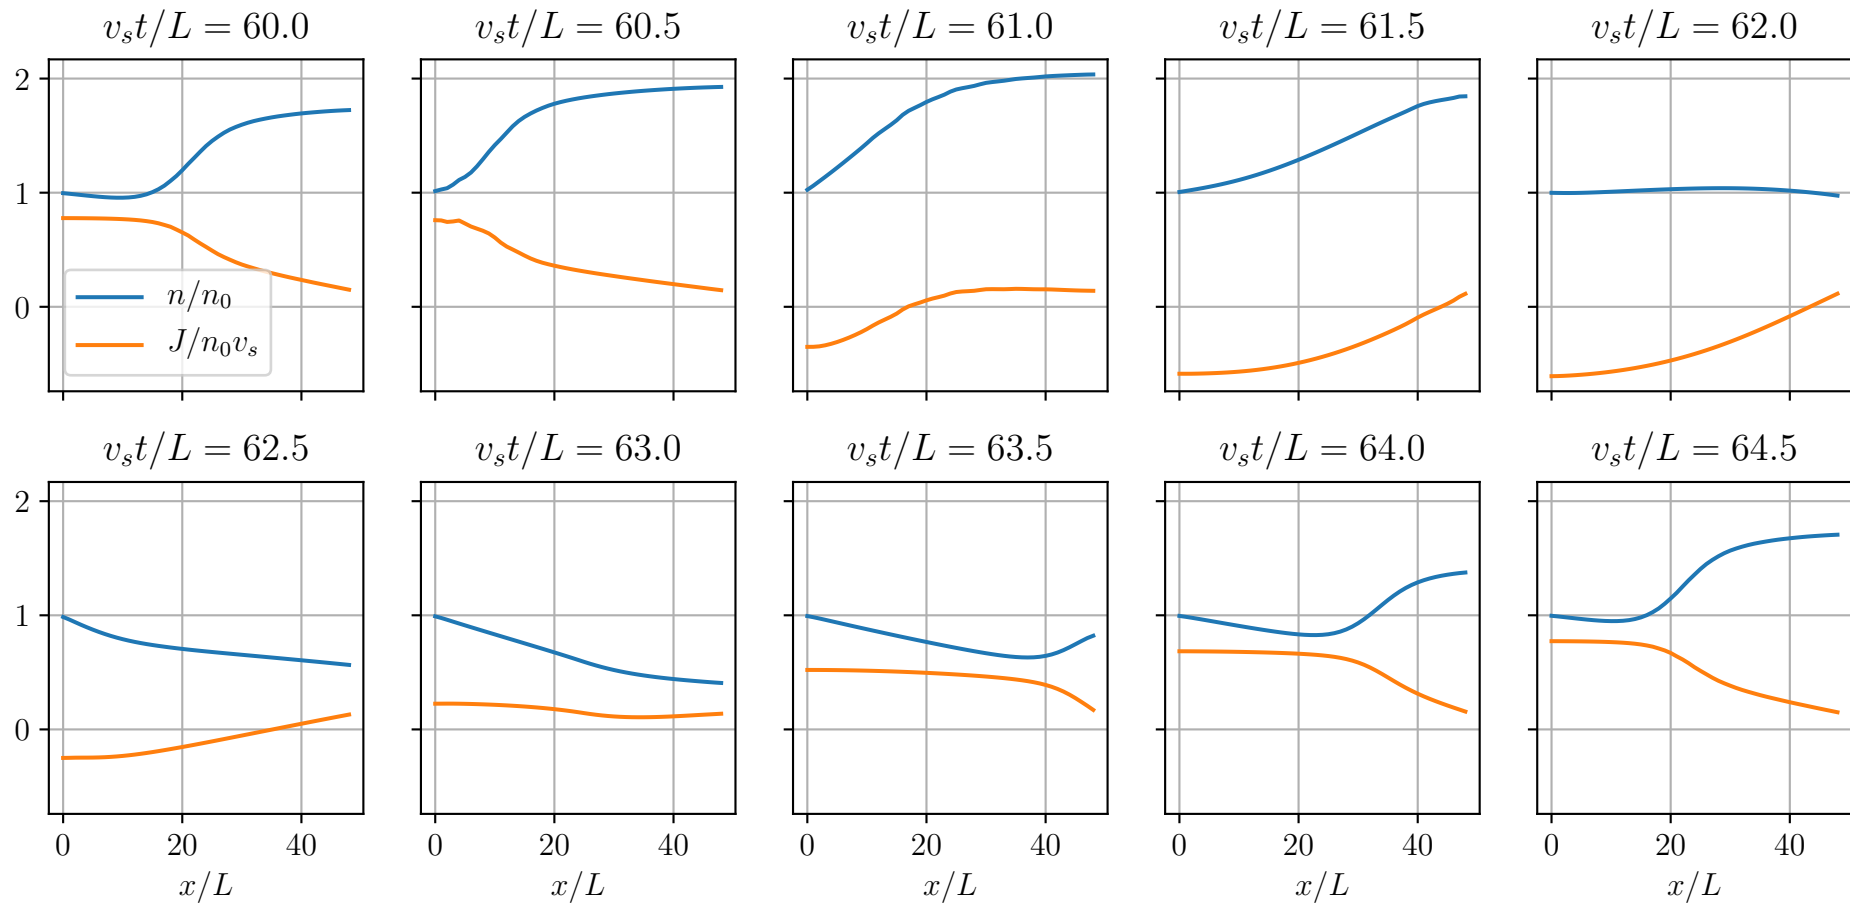 v_s t/L = 60.0
v_s t/L = 60.5
v_s t/L = 61.0
v_s t/L = 61.5
v_s t/L = 62.0
2
1
0
n/n_0
J/n_0 v_s
v_s t/L = 62.5
v_s t/L = 63.0
v_s t/L = 63.5
v_s t/L = 64.0
v_s t/L = 64.5
2
1
0
0 20 40
0 20 40
0 20 40
0 20 40
0 20 40
x/L
x/L
x/L
x/L
x/L